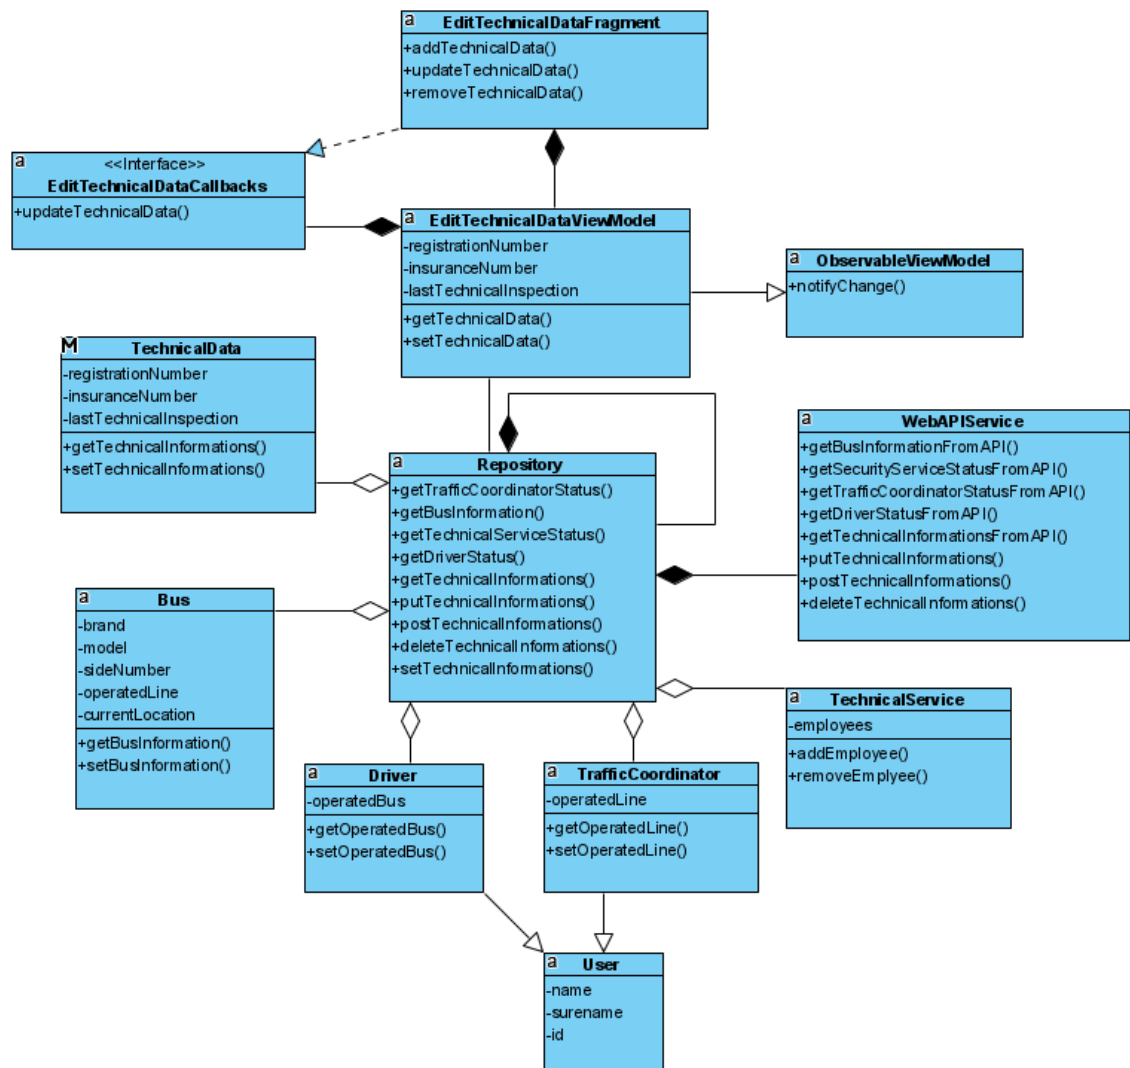 a
EditTechnicalDataFragment
+addTechnicalData()
+updateTechnicalData()
+removeTechnicalData()
a
<<Interface>>
EditTechnicalDataCallbacks
+updateTechnicalData()
a
EditTechnicalDataViewModel
-registrationNumber
-insuranceNumber
-lastTechnicalInspection
+getTechnicalData()
+setTechnicalData()
a
ObservableViewModel
+notifyChange()
M
TechnicalData
-registrationNumber
-insuranceNumber
-lastTechnicalInspection
+getTechnicalInformations()
+setTechnicalInformations()
a
Repository
+getTrafficCoordinatorStatus()
+getBusInformation()
+getTechnicalServiceStatus()
+getDriverStatus()
+getTechnicalInformations()
+putTechnicalInformations()
+postTechnicalInformations()
+deleteTechnicalInformations()
+setTechnicalInformations()
a
WebAPIService
+getBusInformationFromAPI()
+getSecurityServiceStatusFromAPI()
+getTrafficCoordinatorStatusFromAPI()
+getDriverStatusFromAPI()
+getTechnicalInformationsFromAPI()
+putTechnicalInformations()
+postTechnicalInformations()
+deleteTechnicalInformations()
a
Bus
-brand
-model
-sideNumber
-operatedLine
-currentLocation
+getBusInformation()
+setBusInformation()
a
TechnicalService
-employees
+addEmployee()
+removeEmplyee()
a
Driver
-operatedBus
+getOperatedBus()
+setOperatedBus()
a
TrafficCoordinator
-operatedLine
+getOperatedLine()
+setOperatedLine()
a
User
-name
-surename
-id